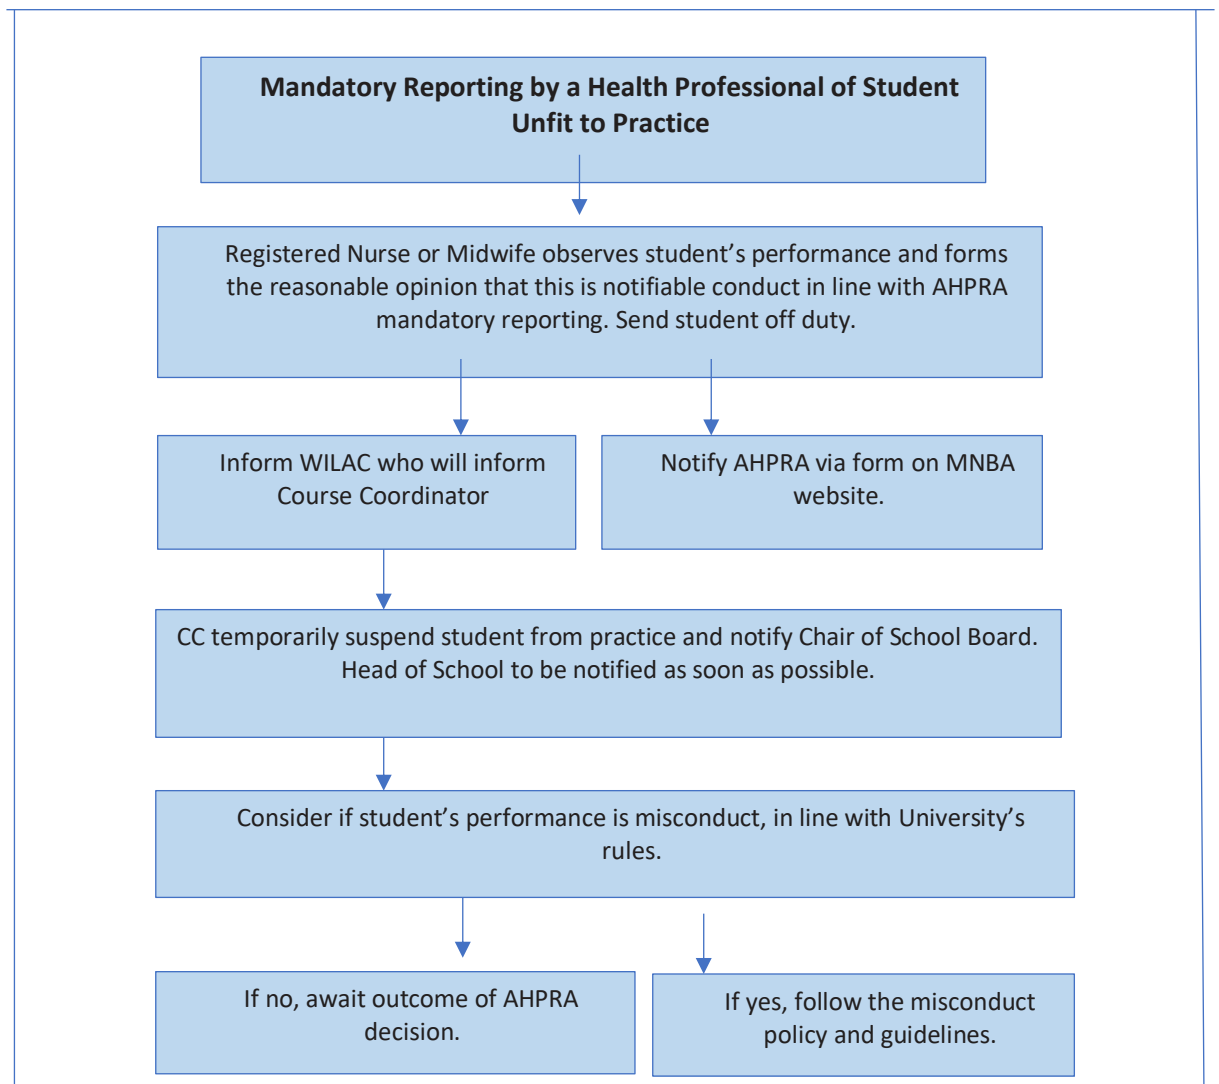 Mandatory Reporting by a Health Professional of Student
Unfit to Practice
Registered Nurse or Midwife observes student’s performance and forms
the reasonable opinion that this is notifiable conduct in line with AHPRA
mandatory reporting. Send student off duty.
Inform WILAC who will inform
Course Coordinator
Notify AHPRA via form on MNBA
website.
CC temporarily suspend student from practice and notify Chair of School Board.
Head of School to be notified as soon as possible.
Consider if student’s performance is misconduct, in line with University’s
rules.
If no, await outcome of AHPRA
decision.
If yes, follow the misconduct
policy and guidelines.